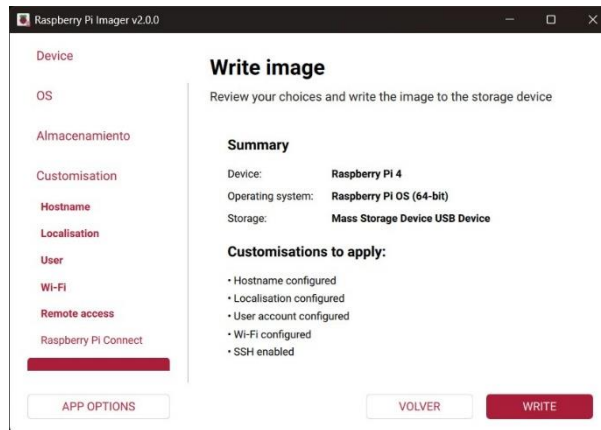 Raspberry Pi Imager v2.0.0
Device
OS
Almacenamiento
Customisation
Hostname
Localisation
User
Wi-Fi
Remote access
Raspberry Pi Connect
APP OPTIONS
Write image
Review your choices and write the image to the storage device
Summary
Device: Raspberry Pi 4
Operating system: Raspberry Pi OS (64-bit)
Storage: Mass Storage Device USB Device
Customisations to apply:
• Hostname configured
• Localisation configured
• User account configured
• Wi-Fi configured
• SSH enabled
VOLVER
WRITE